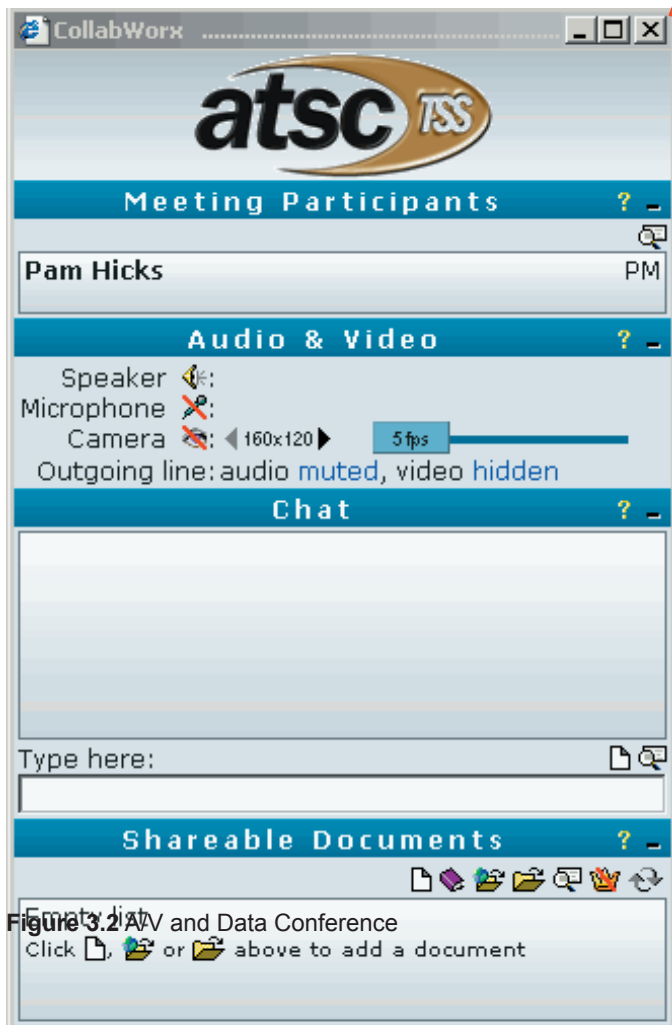 CollabWorx
atsc TSS
Meeting Participants ?
Pam Hicks PM
Audio & Video ?
Speaker :
Microphone :
Camera : 160x120 5 fps
Outgoing line: audio muted, video hidden
Chat ?
Type here:
Shareable Documents ?
Empty list
Figure 3.2 A/V and Data Conference
Click , or above to add a document